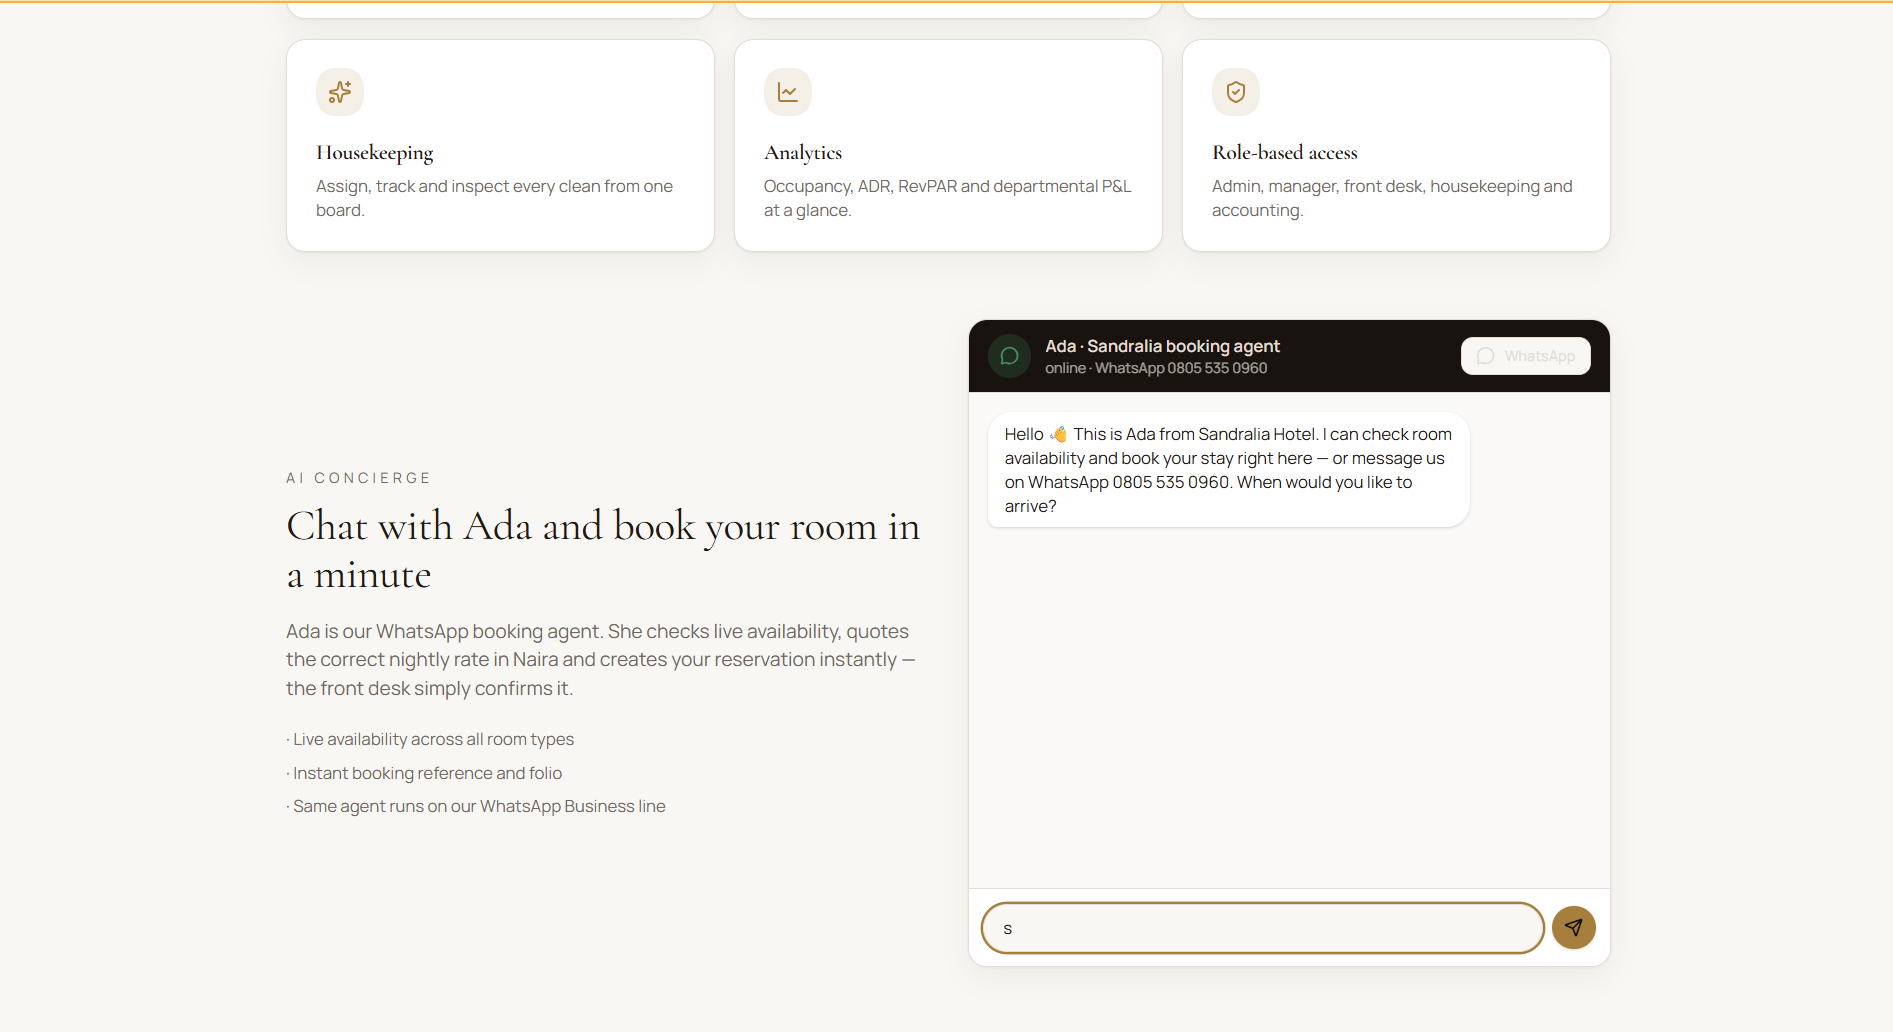 Housekeeping
Assign, track and inspect every clean from one
board.
Analytics
Occupancy, ADR, RevPAR and departmental P&L
at a glance.
Role-based access
Admin, manager, front desk, housekeeping and
accounting.
AI CONCIERGE
Chat with Ada and book your room in
a minute
Ada is our WhatsApp booking agent. She checks live availability, quotes
the correct nightly rate in Naira and creates your reservation instantly —
the front desk simply confirms it.
· Live availability across all room types
· Instant booking reference and folio
· Same agent runs on our WhatsApp Business line
Ada · Sandralia booking agent
online · WhatsApp 0805 535 0960
WhatsApp
Hello 👋 This is Ada from Sandralia Hotel. I can check room
availability and book your stay right here — or message us
on WhatsApp 0805 535 0960. When would you like to
arrive?
s